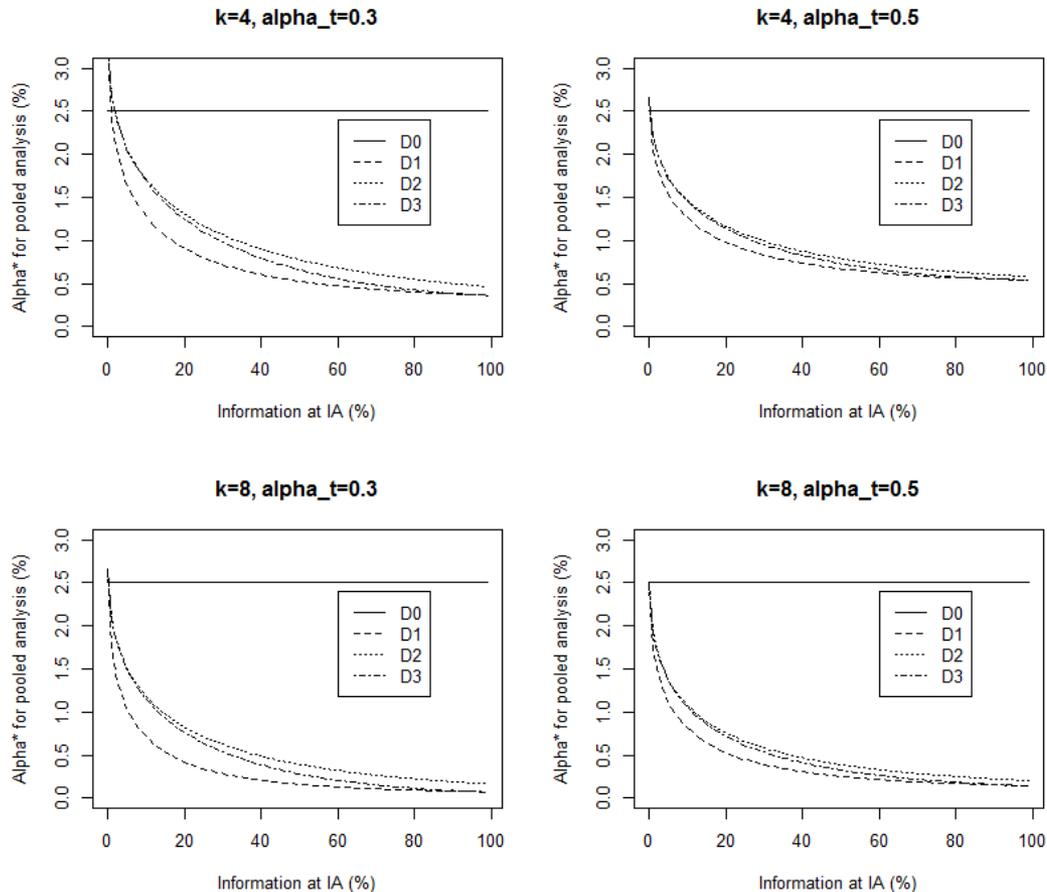 k=4, alpha_t=0.3
Alpha* for pooled analysis (%)
3.0
2.5
2.0
1.5
1.0
0.5
0.0
D0
D1
D2
D3
0 20 40 60 80 100
Information at IA (%)
k=4, alpha_t=0.5
Alpha* for pooled analysis (%)
3.0
2.5
2.0
1.5
1.0
0.5
0.0
D0
D1
D2
D3
0 20 40 60 80 100
Information at IA (%)
k=8, alpha_t=0.3
Alpha* for pooled analysis (%)
3.0
2.5
2.0
1.5
1.0
0.5
0.0
D0
D1
D2
D3
0 20 40 60 80 100
Information at IA (%)
k=8, alpha_t=0.5
Alpha* for pooled analysis (%)
3.0
2.5
2.0
1.5
1.0
0.5
0.0
D0
D1
D2
D3
0 20 40 60 80 100
Information at IA (%)